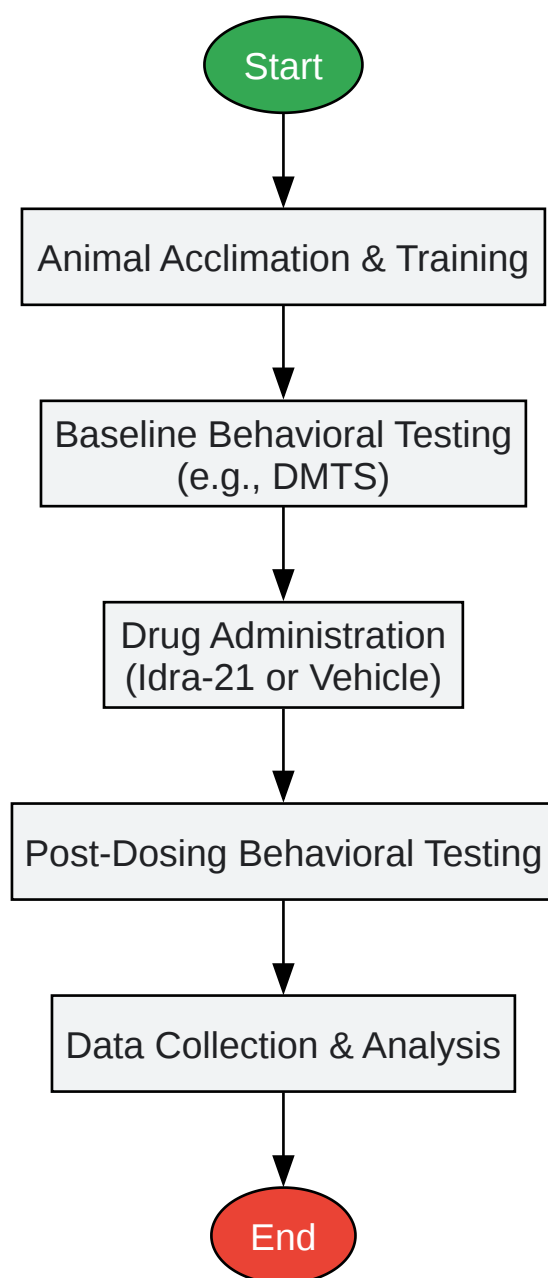 Start
Animal Acclimation & Training
Baseline Behavioral Testing
(e.g., DMTS)
Drug Administration
(Idra-21 or Vehicle)
Post-Dosing Behavioral Testing
Data Collection & Analysis
End